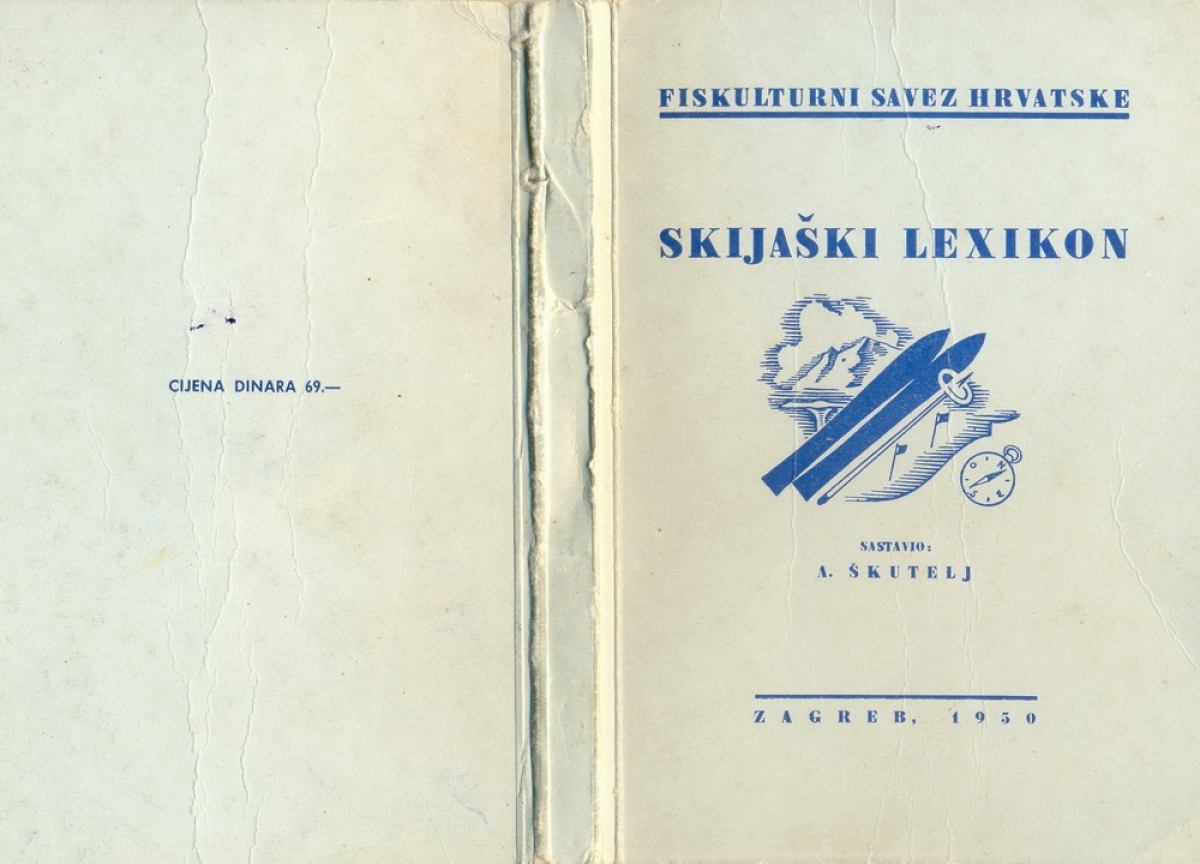 CIJENA DINARA 69.—
FISKULTURNI SAVEZ HRVATSKE
SKIJAŠKI LEXIKON
N
O
S
SASTAVIO:
A. ŠKUTELJ
ZAGREB, 1950